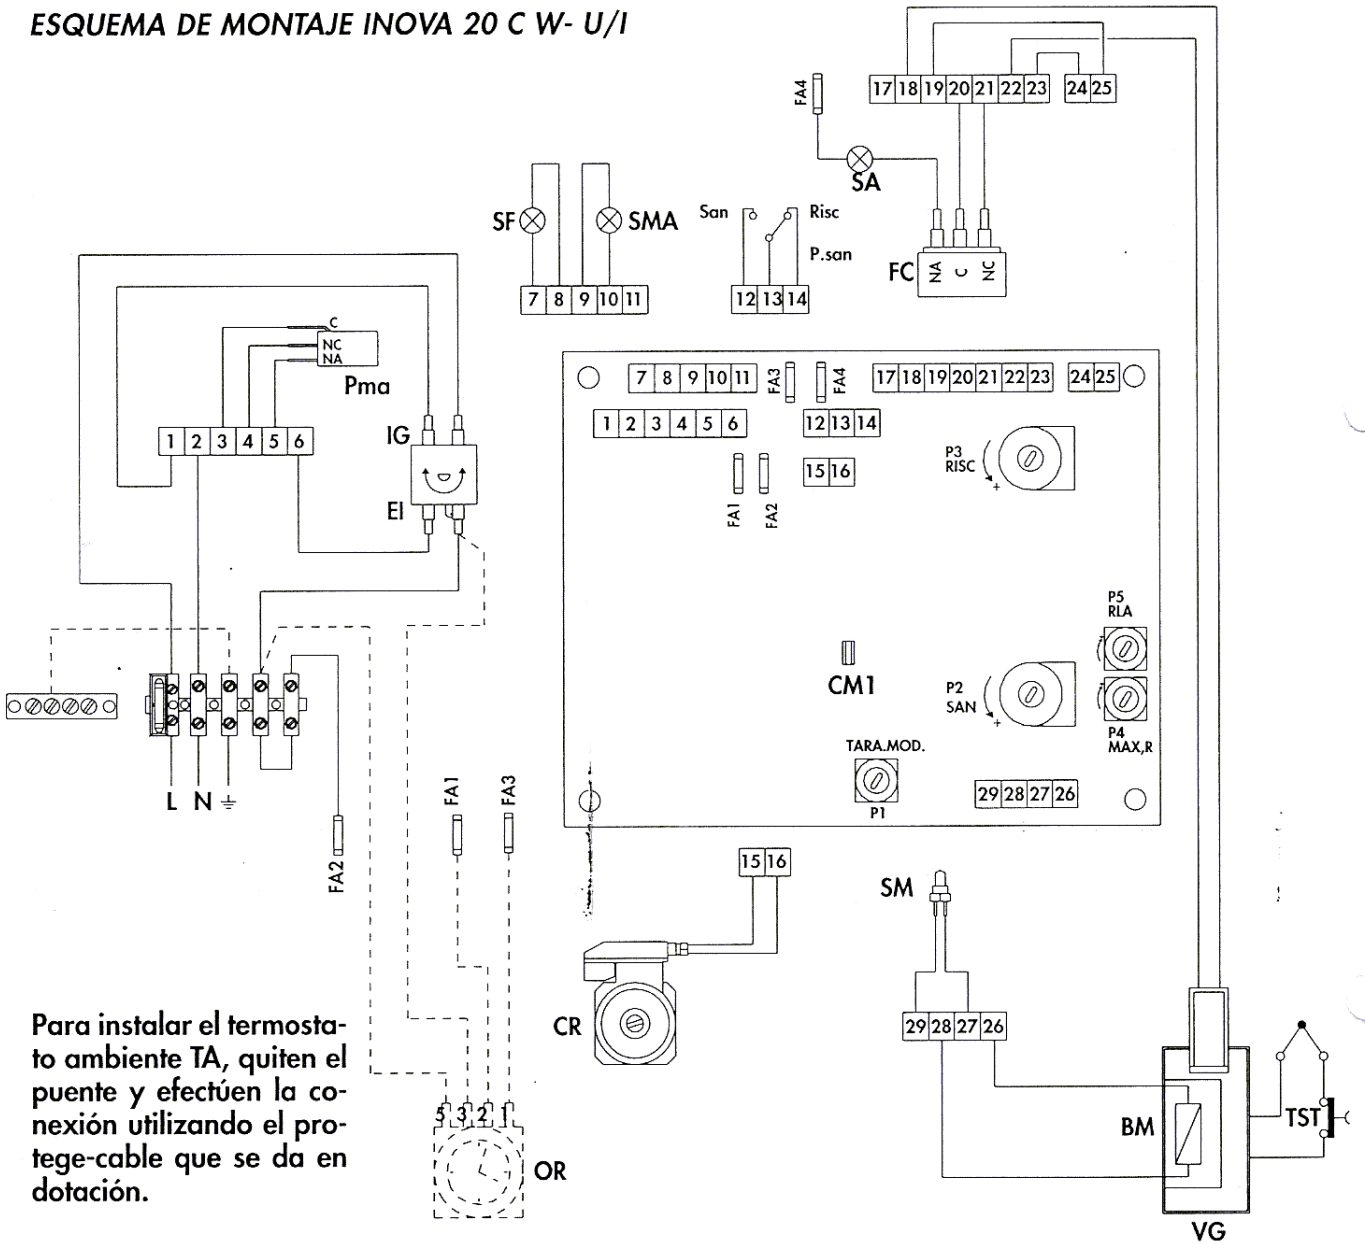 ESQUEMA DE MONTAJE INOVA 20 C W- U/I
FA4
17 18 19 20 21 22 23 24 25
SA
SF
SMA
San
Risc
P.san
FC
NA
C
NC
7 8 9 10 11
12 13 14
C
NC
NA
Pma
1 2 3 4 5 6
IG
EI
7 8 9 10 11
FA3
FA4
17 18 19 20 21 22 23
24 25
1 2 3 4 5 6
12 13 14
15 16
FA1
FA2
P3
RISC
+
P5
RLA
CM1
P2
SAN
+
P4
MAX,R
TARA.MOD.
P1
29 28 27 26
L N
FA2
FA1
FA3
15 16
SM
CR
29 28 27 26
5 3 2 1
OR
BM
TST
VG
Para instalar el termosta-
to ambiente TA, quiten el
puente y efectúen la co-
nexión utilizando el pro-
tege-cable que se da en
dotación.